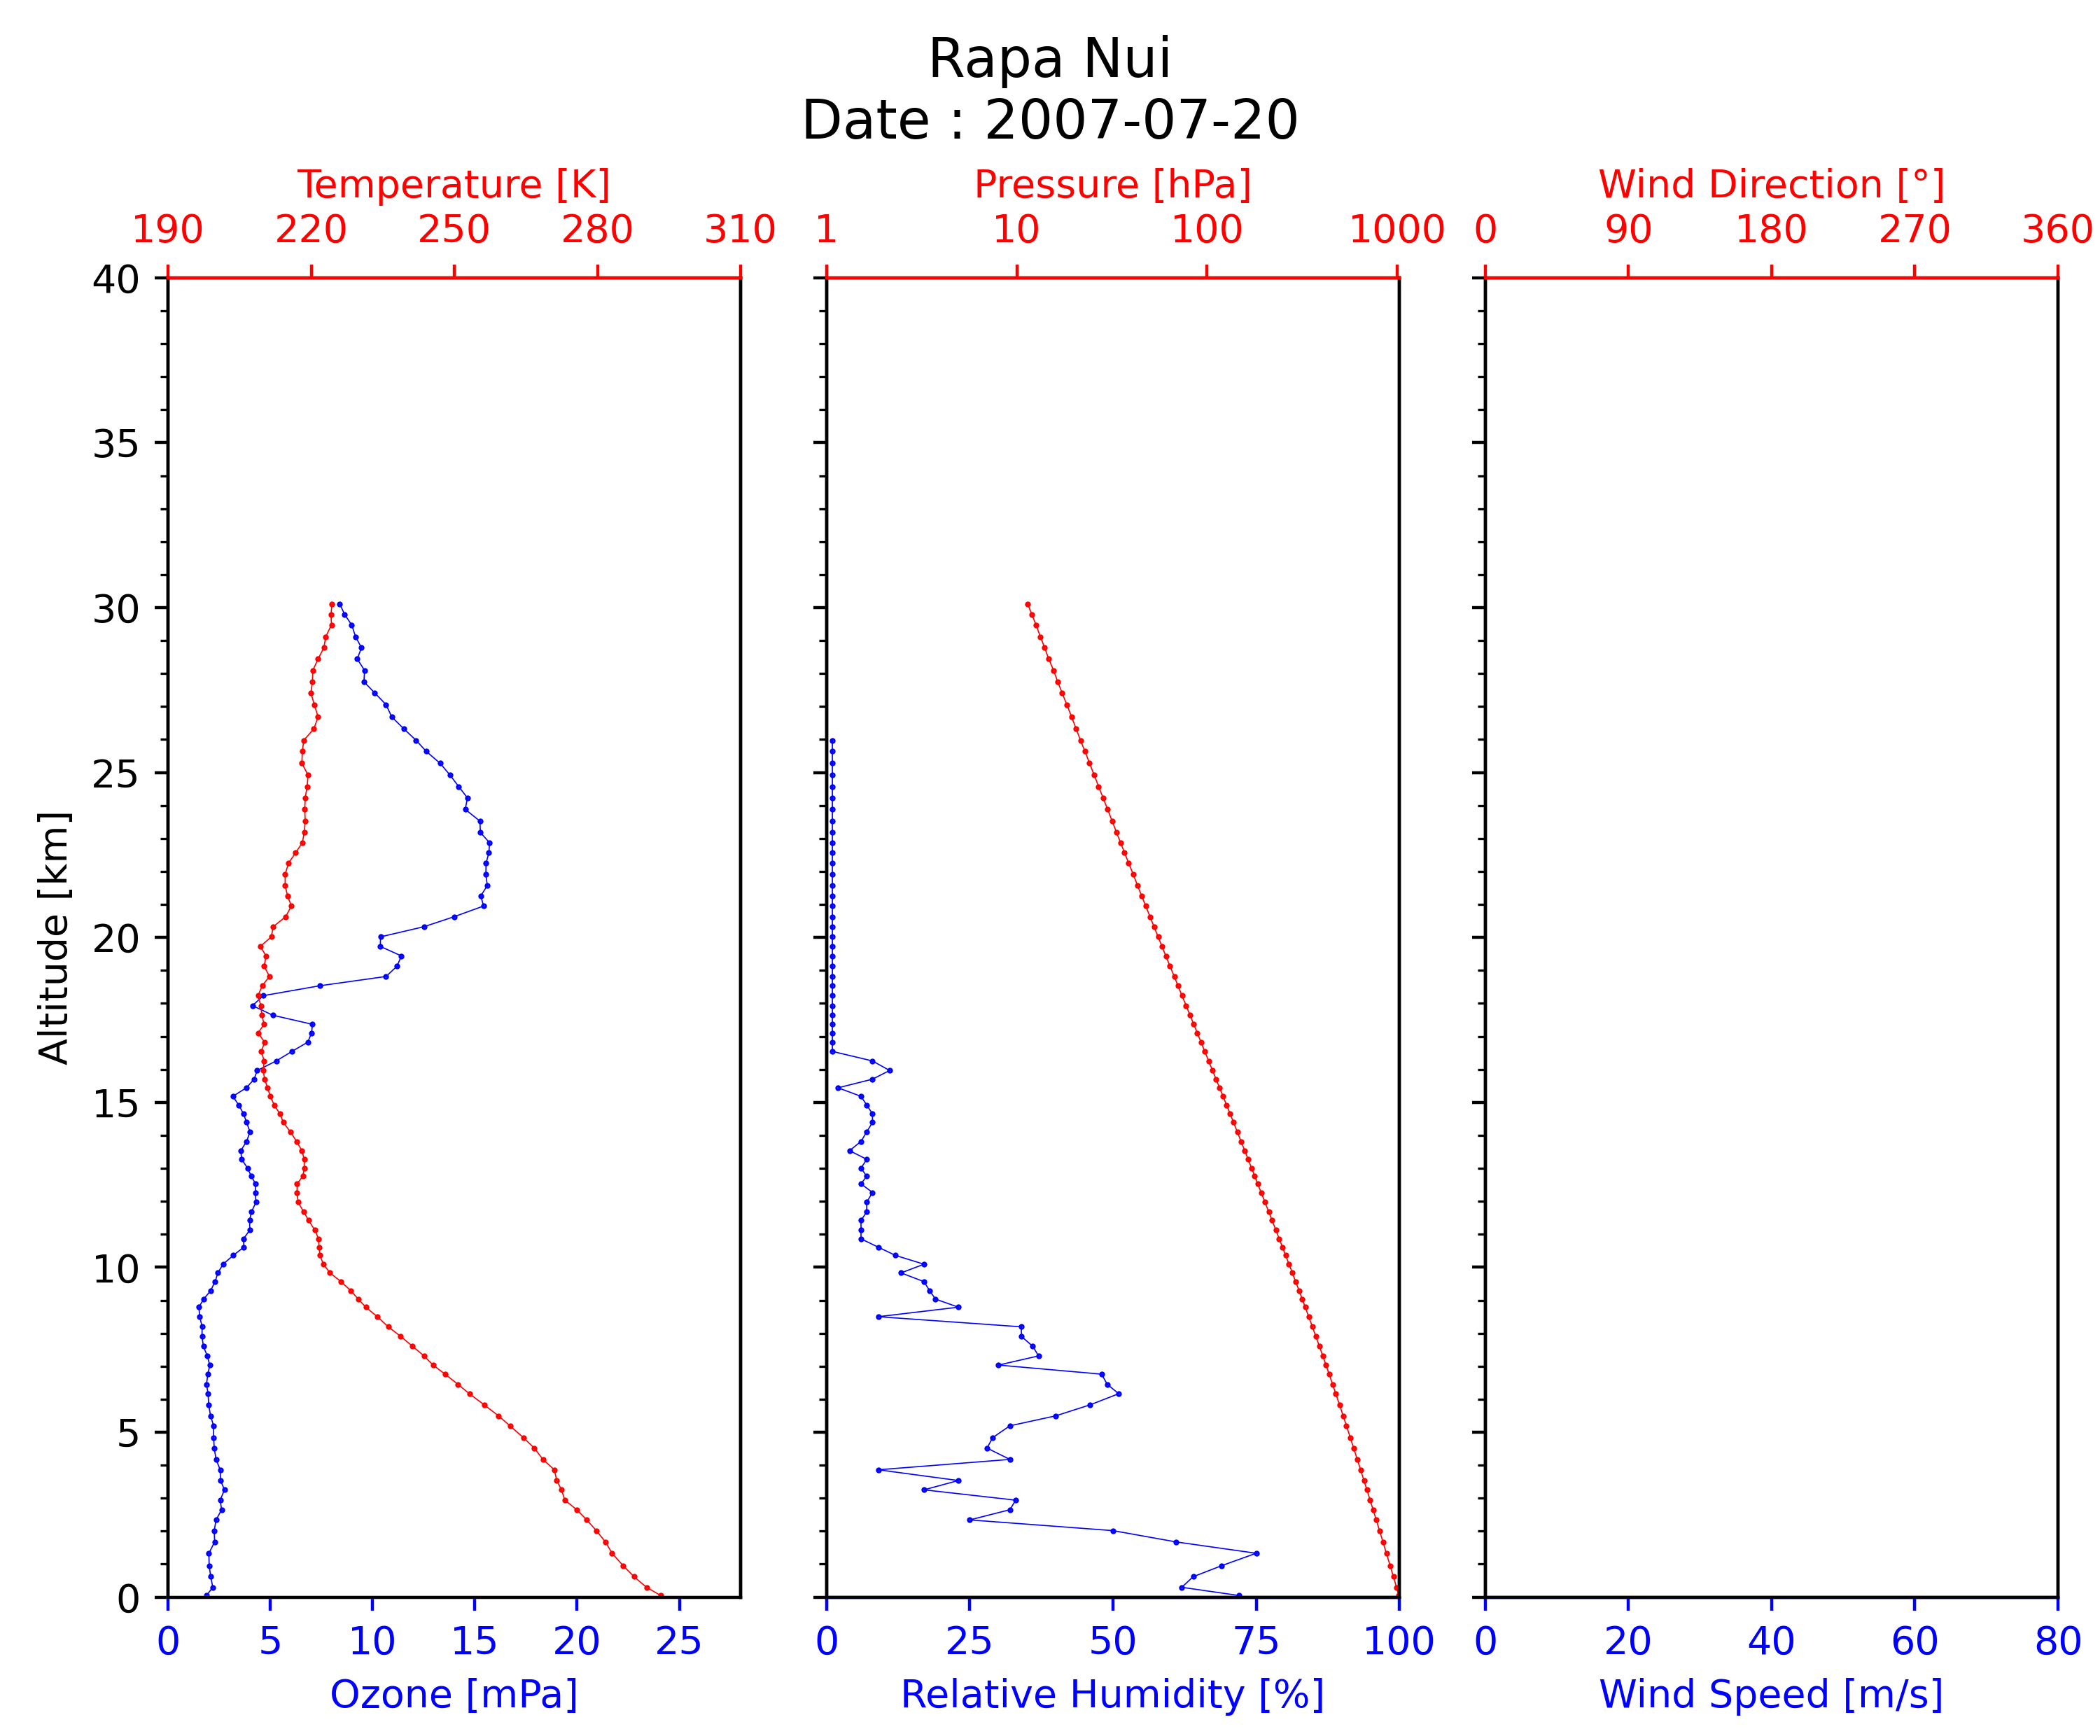 Rapa Nui
Date : 2007-07-20
Temperature [K] Pressure [hPa] Wind Direction [°]
190 220 250 280 310 1 10 100 1000 0 90 180 270 360
40
35
30
25
20
15
10
5
0
Altitude [km]
0 5 10 15 20 25 0 25 50 75 100 0 20 40 60 80
Ozone [mPa] Relative Humidity [%] Wind Speed [m/s]